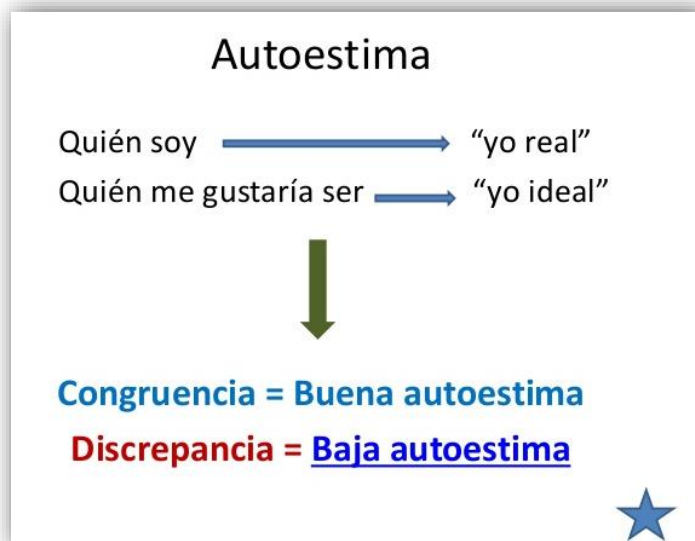 Autoestima
Quién soy “yo real”
Quién me gustaría ser “yo ideal”
Congruencia = Buena autoestima
Discrepancia = Baja autoestima